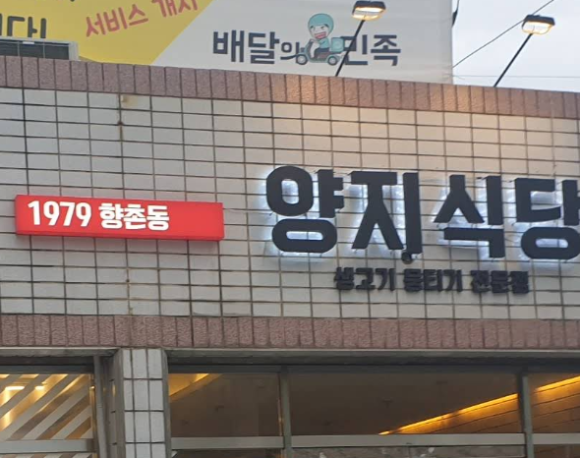 다!
서비스 개시
배달의민족
1979 향촌동
양지식당
생고기 뭉티기 전문점